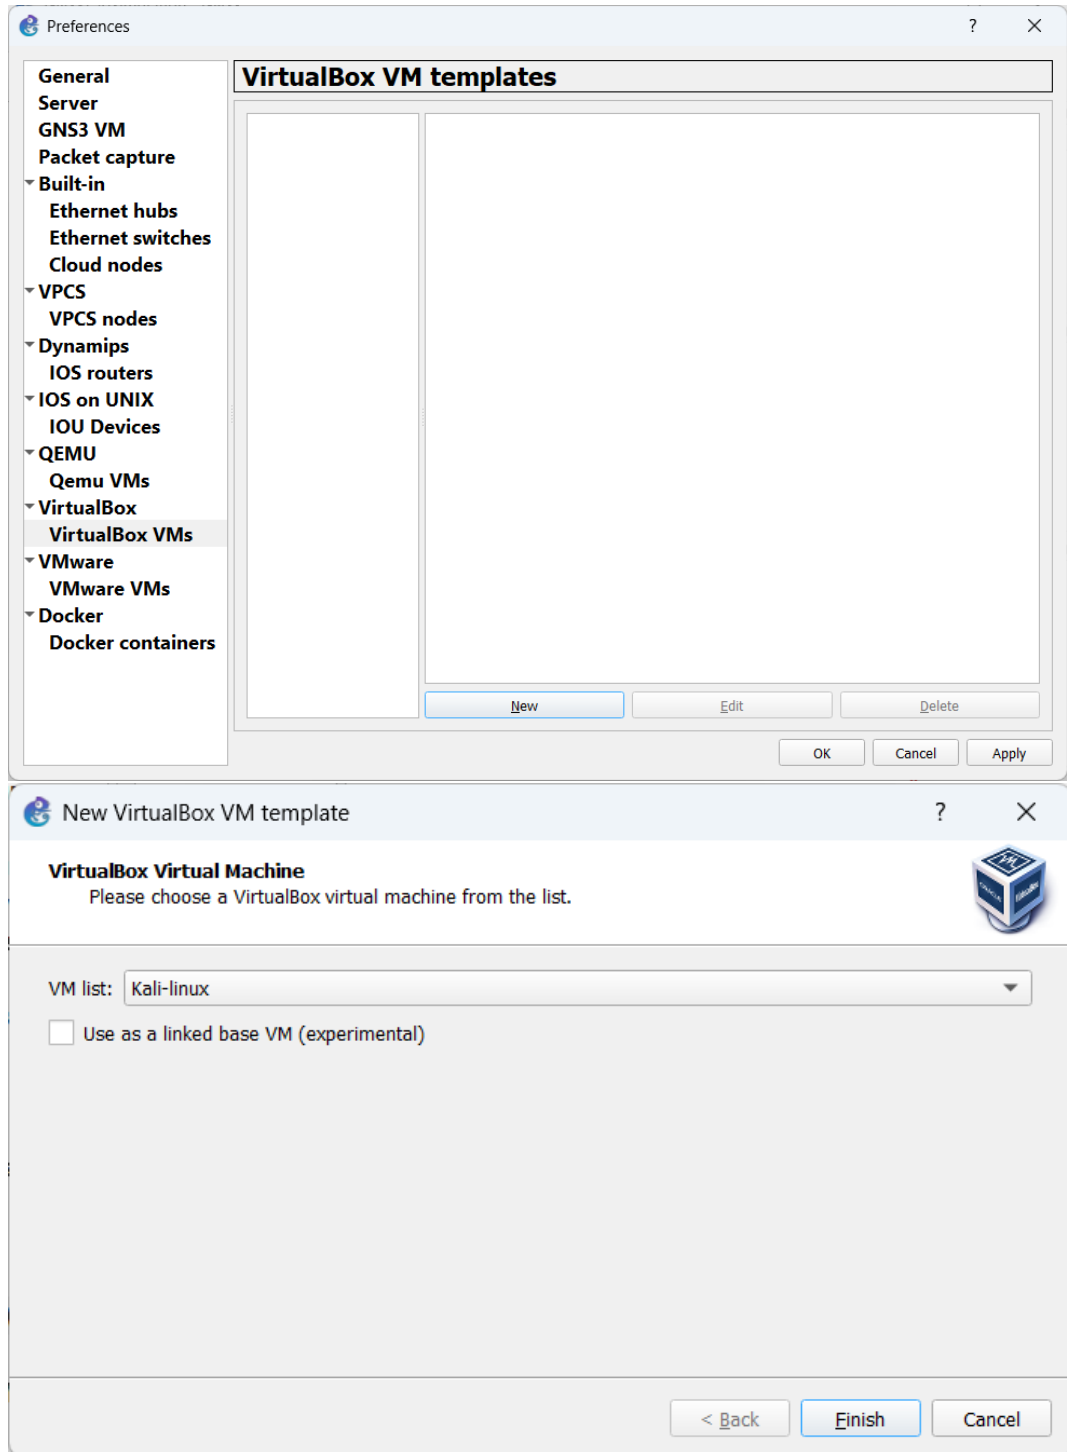 Preferences
?
General
Server
GNS3 VM
Packet capture
Built-in
Ethernet hubs
Ethernet switches
Cloud nodes
VPCS
VPCS nodes
Dynamips
IOS routers
IOS on UNIX
IOU Devices
QEMU
Qemu VMs
VirtualBox
VirtualBox VMs
VMware
VMware VMs
Docker
Docker containers
VirtualBox VM templates
New Edit Delete
OK Cancel Apply
New VirtualBox VM template
?
VirtualBox Virtual Machine
Please choose a VirtualBox virtual machine from the list.
VM
ORACLE VirtualBox
VM list: Kali-linux
Use as a linked base VM (experimental)
< Back Finish Cancel